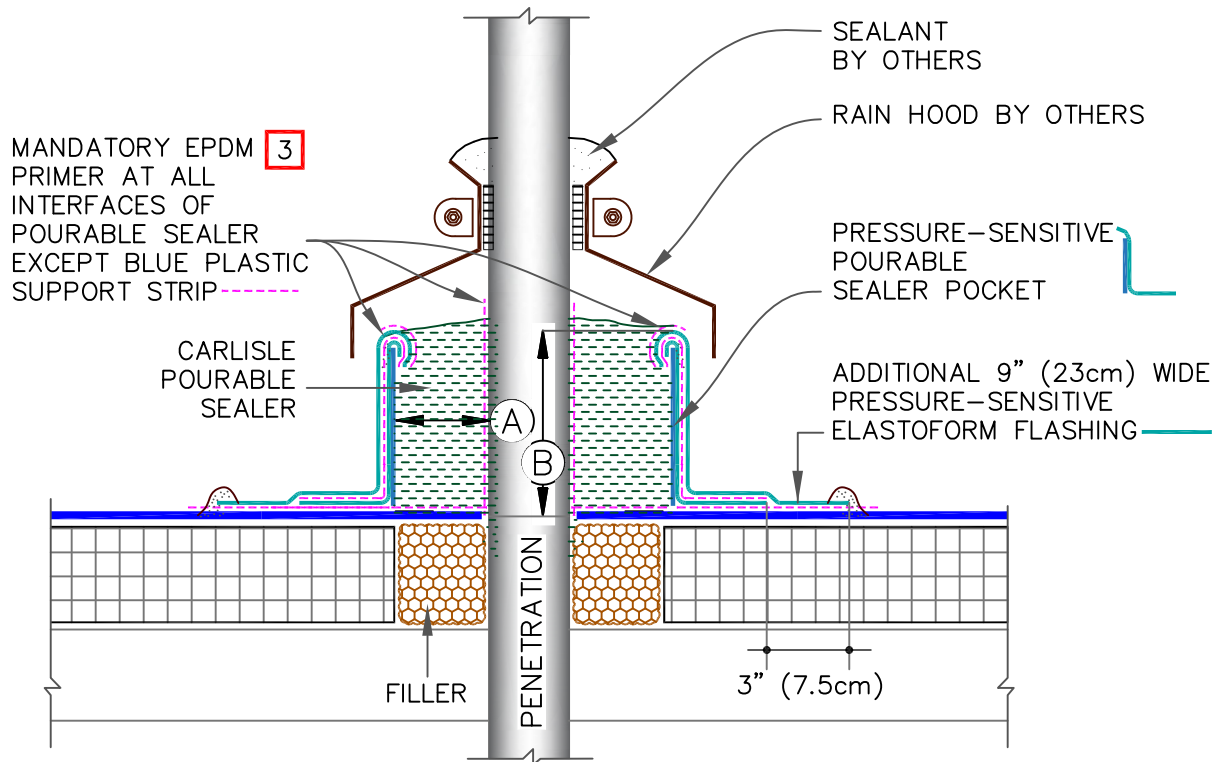 SEALANT
BY OTHERS
RAIN HOOD BY OTHERS
MANDATORY EPDM 3
PRIMER AT ALL
INTERFACES OF
POURABLE SEALER
EXCEPT BLUE PLASTIC
SUPPORT STRIP
PRESSURE-SENSITIVE
POURABLE
SEALER POCKET
CARLISLE
POURABLE
SEALER
ADDITIONAL 9" (23cm) WIDE
PRESSURE-SENSITIVE
ELASTOFORM FLASHING
A
B
PENETRATION
FILLER
3" (7.5cm)